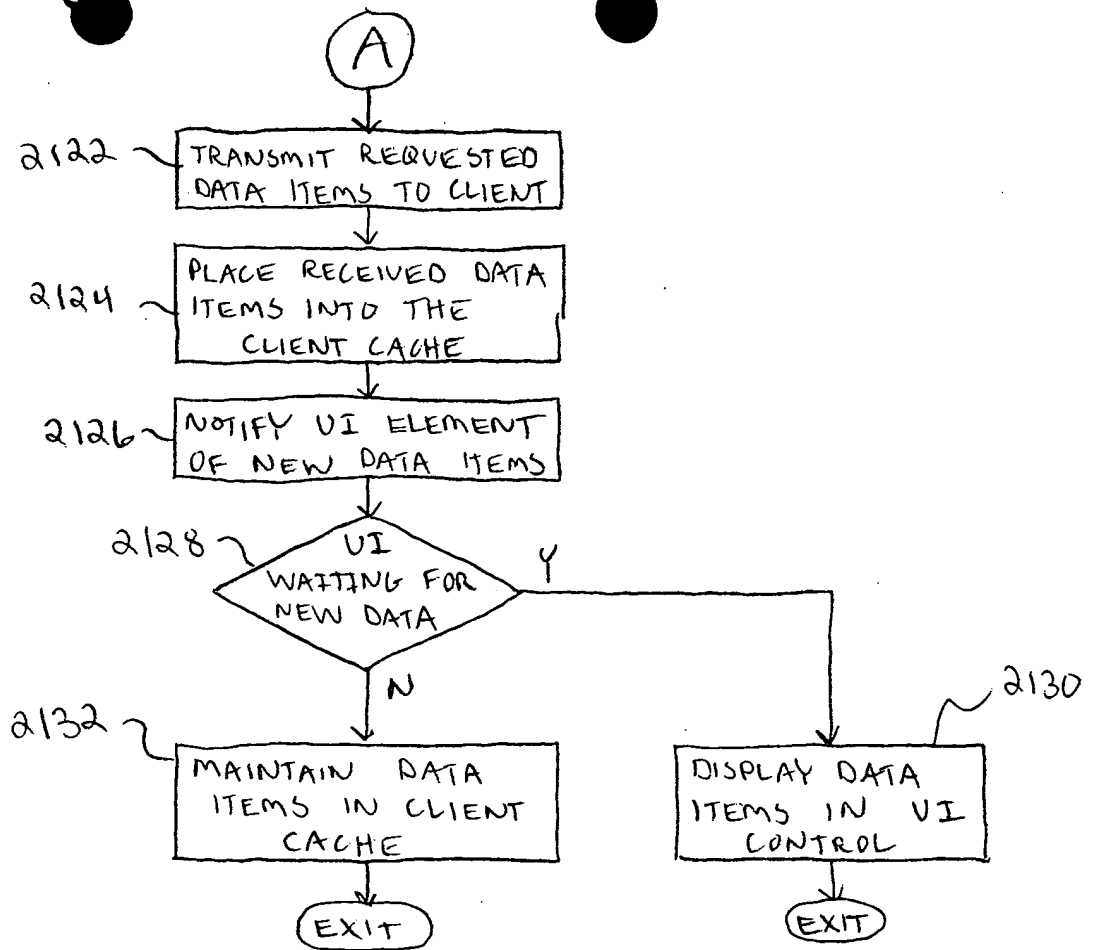 A
2122
TRANSMIT REQUESTED
DATA ITEMS TO CLIENT
2124
PLACE RECEIVED DATA
ITEMS INTO THE
CLIENT CACHE
2126
NOTIFY UI ELEMENT
OF NEW DATA ITEMS
2128
UI
WAITING FOR
NEW DATA
Y
N
2130
2132
MAINTAIN DATA
ITEMS IN CLIENT
CACHE
DISPLAY DATA
ITEMS IN UI
CONTROL
EXIT
EXIT